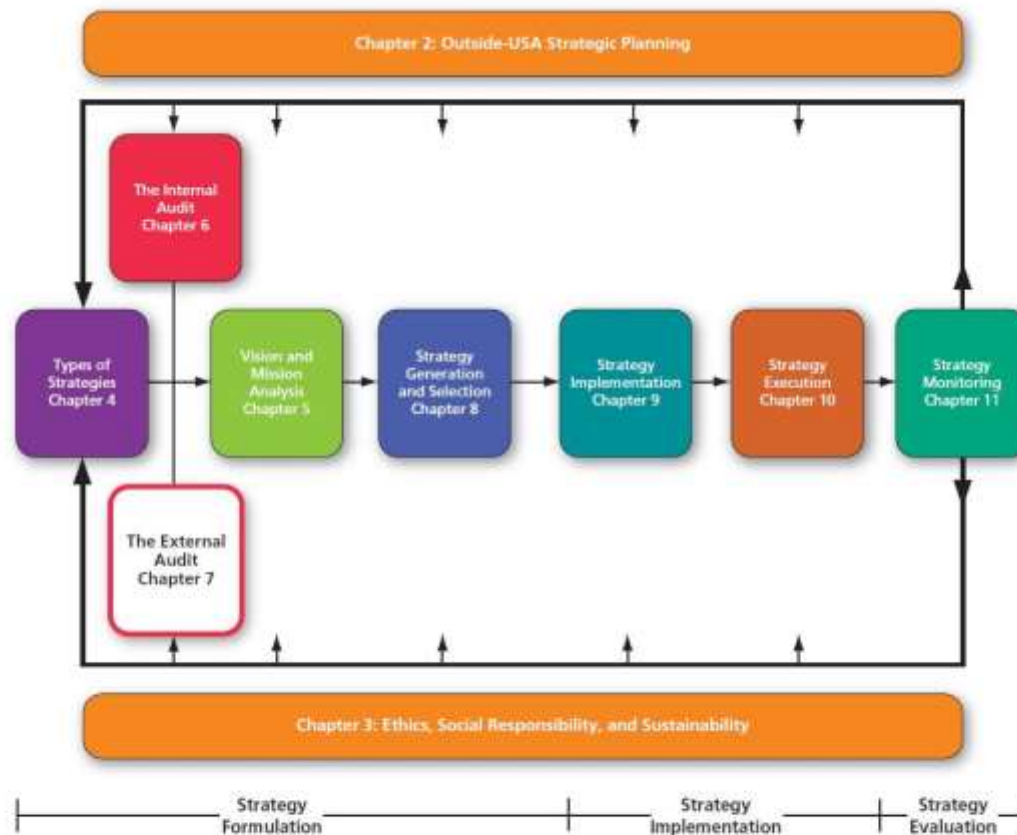 Chapter 2: Outside-USA Strategic Planning
The Internal
Audit
Chapter 6
Types of
Strategies
Chapter 4
Vision and
Mission
Analysis
Chapter 5
Strategy
Generation
and Selection
Chapter 8
Strategy
Implementation
Chapter 9
Strategy
Execution
Chapter 10
Strategy
Monitoring
Chapter 11
The External
Audit
Chapter 7
Chapter 3: Ethics, Social Responsibility, and Sustainability
Strategy
Formulation
Strategy
Implementation
Strategy
Evaluation